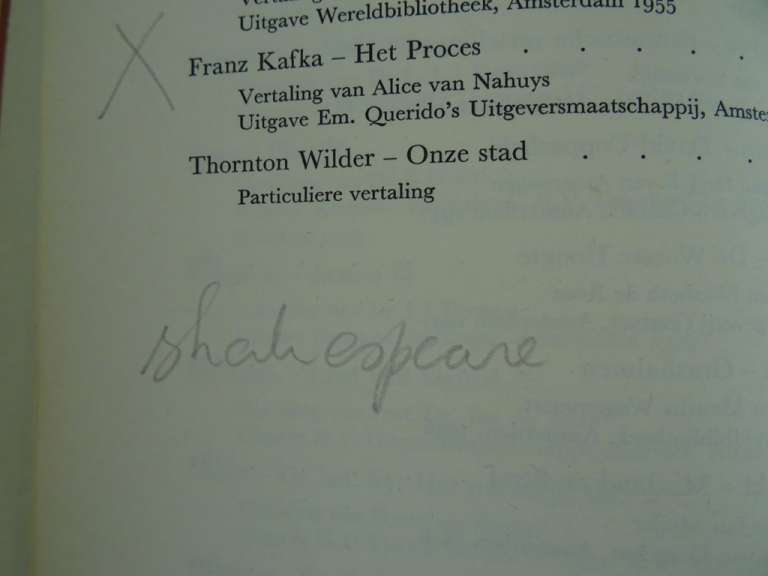 Uitgave Wereldbibliotheek, Amsterdam 1955
X Franz Kafka – Het Proces . . . . .
Vertaling van Alice van Nahuys
Uitgave Em. Querido's Uitgeversmaatschappij, Amste
Thornton Wilder – Onze stad . . . .
Particuliere vertaling
shakespeare